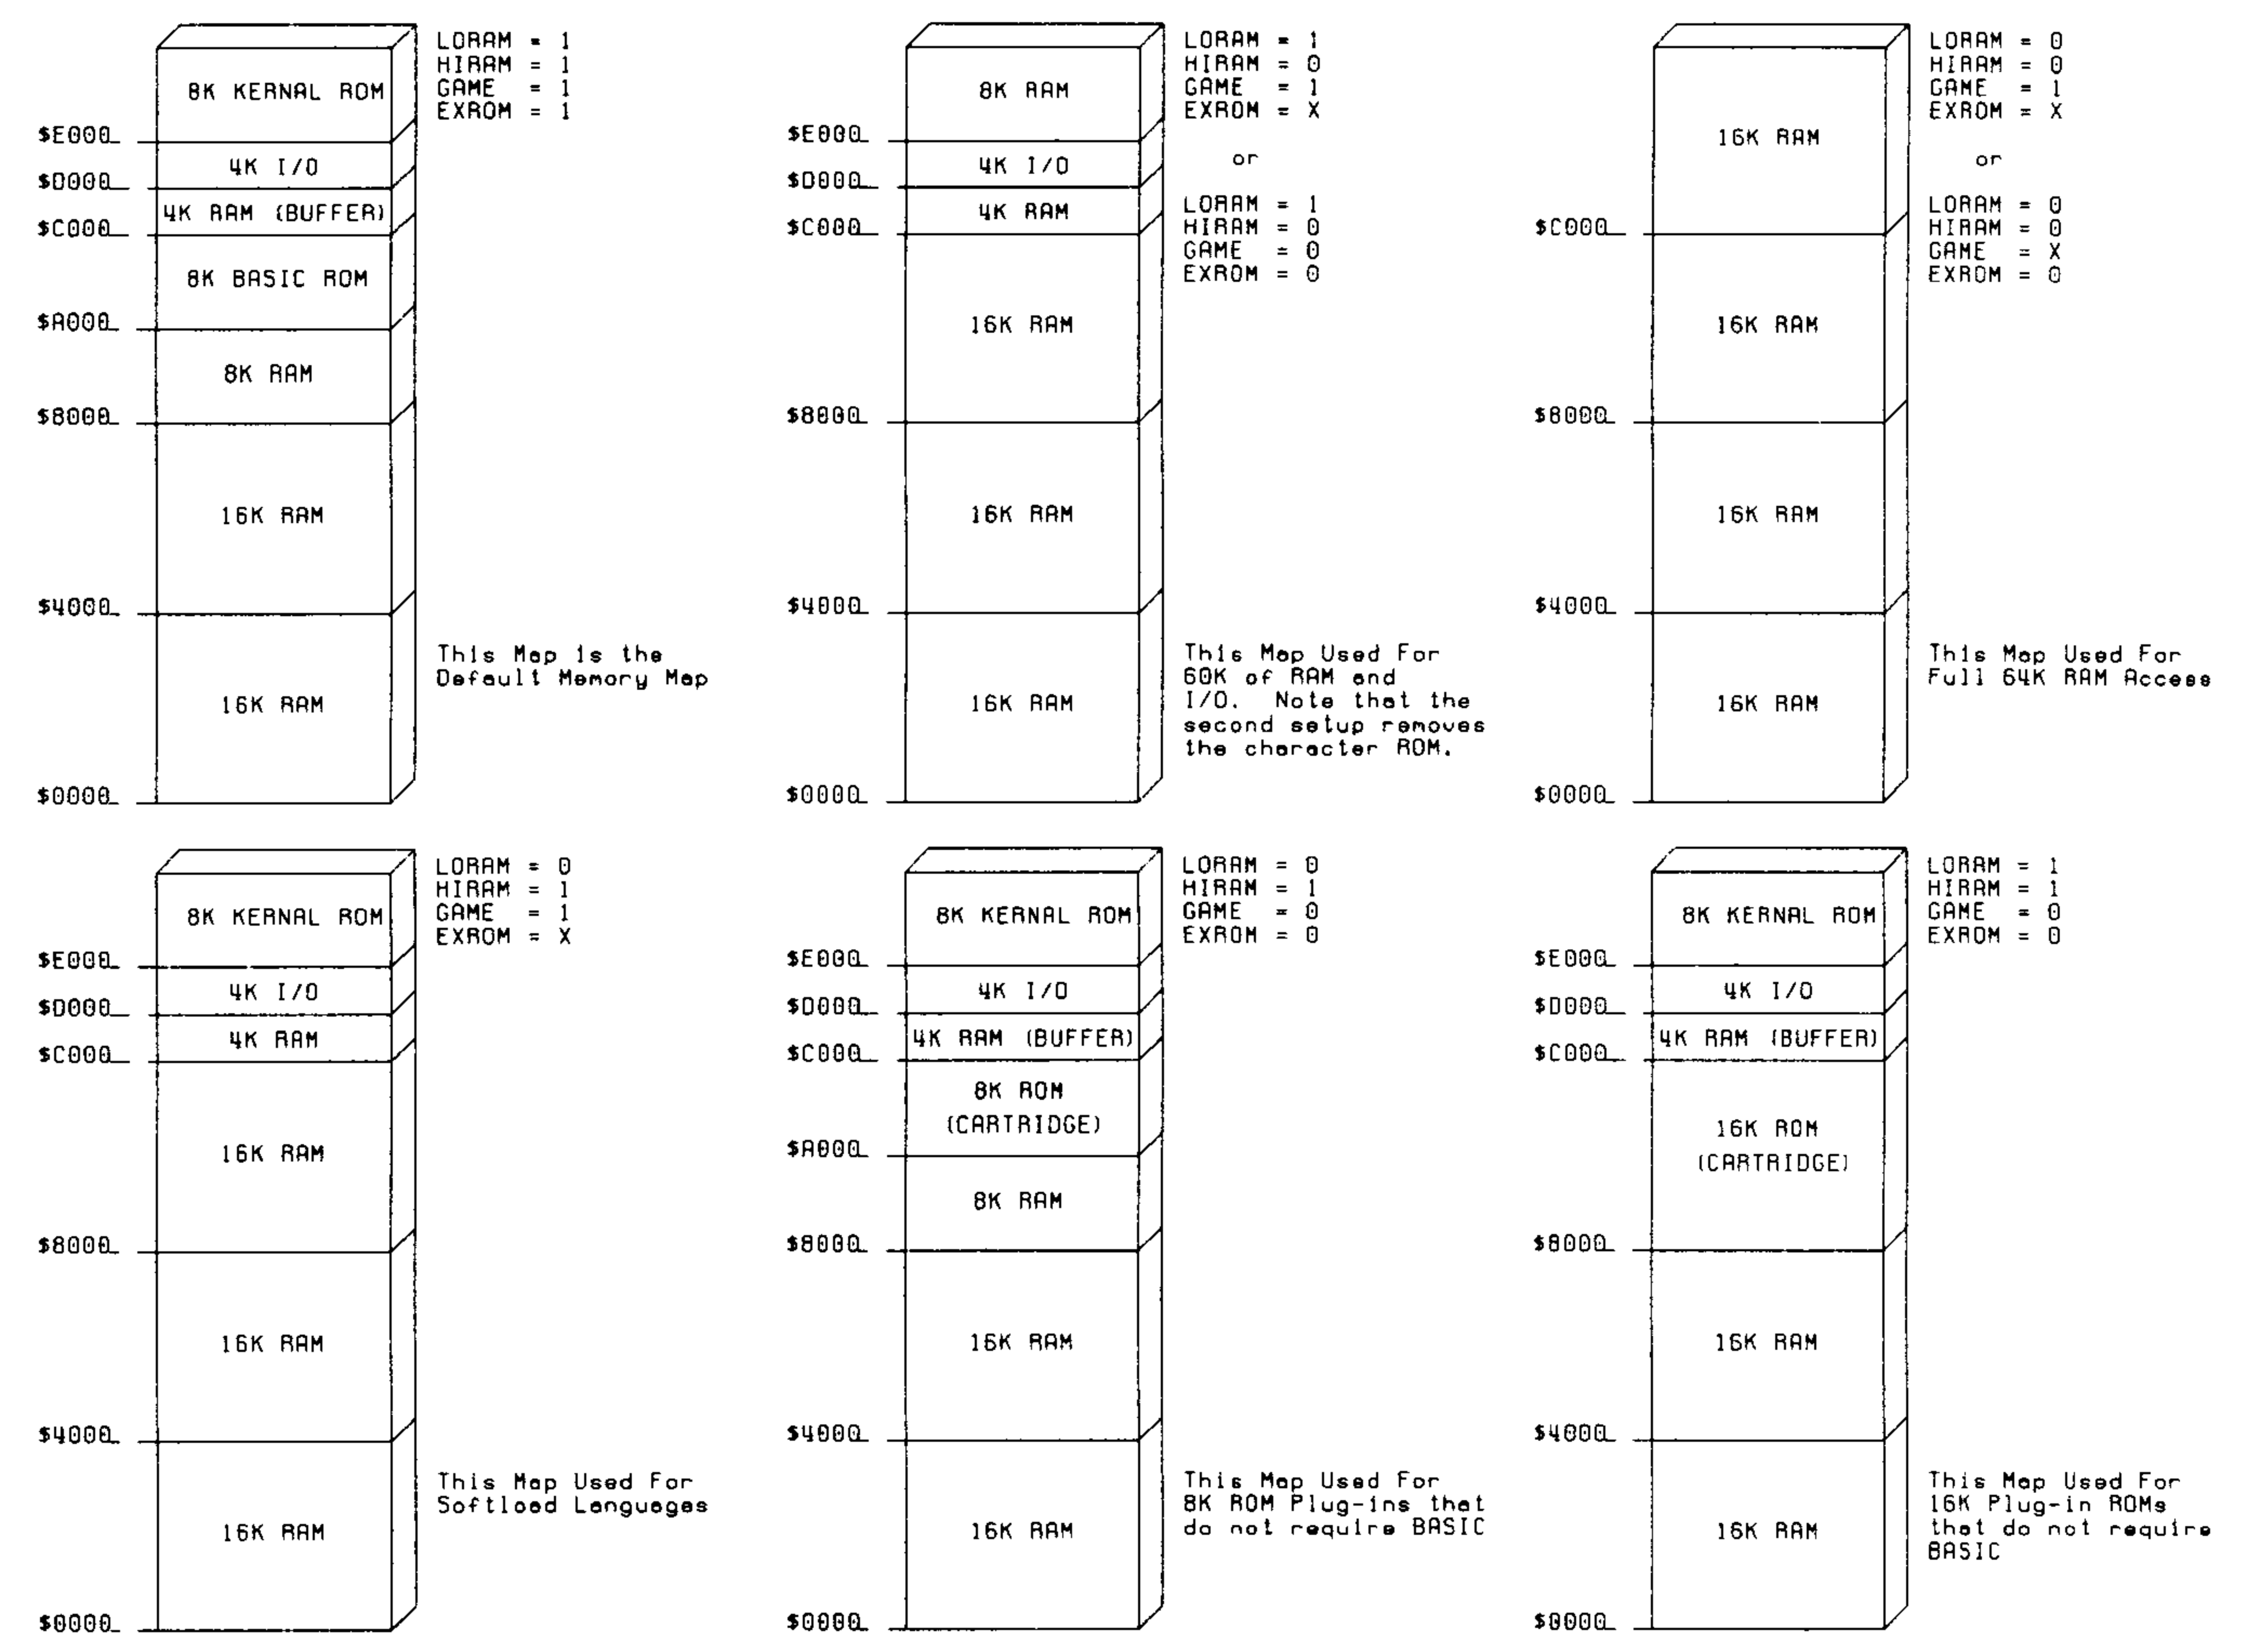 LORAM = 1
HIRAM = 1
GAME = 1
EXROM = 1
8K KERNAL ROM
$E000
4K I/O
$D000
4K RAM (BUFFER)
$C000
8K BASIC ROM
$A000
8K RAM
$8000
16K RAM
$4000
This Map is the
Default Memory Map
16K RAM
$0000
LORAM = 1
HIRAM = 0
GAME = 1
EXROM = X
or
LORAM = 1
HIRAM = 0
GAME = 0
EXROM = 0
8K RAM
$E000
4K I/O
$D000
4K RAM
$C000
16K RAM
$8000
16K RAM
$4000
This Map Used For
60K of RAM and
I/O. Note that the
second setup removes
the character ROM.
16K RAM
$0000
LORAM = 0
HIRAM = 0
GAME = 1
EXROM = X
or
LORAM = 0
HIRAM = 0
GAME = X
EXROM = 0
16K RAM
$C000
16K RAM
$8000
16K RAM
$4000
This Map Used For
Full 64K RAM Access
16K RAM
$0000
LORAM = 0
HIRAM = 1
GAME = 1
EXROM = X
8K KERNAL ROM
$E000
4K I/O
$D000
4K RAM
$C000
16K RAM
$8000
16K RAM
$4000
This Map Used For
Softload Languages
16K RAM
$0000
LORAM = 0
HIRAM = 1
GAME = 0
EXROM = 0
8K KERNAL ROM
$E000
4K I/O
$D000
4K RAM (BUFFER)
$C000
8K ROM
(CARTRIDGE)
$A000
8K RAM
$8000
16K RAM
$4000
This Map Used For
8K ROM Plug-ins that
do not require BASIC
16K RAM
$0000
LORAM = 1
HIRAM = 1
GAME = 0
EXROM = 0
8K KERNAL ROM
$E000
4K I/O
$D000
4K RAM (BUFFER)
$C000
16K ROM
(CARTRIDGE)
$8000
16K RAM
$4000
This Map Used For
16K Plug-in ROMs
that do not require
BASIC
16K RAM
$0000